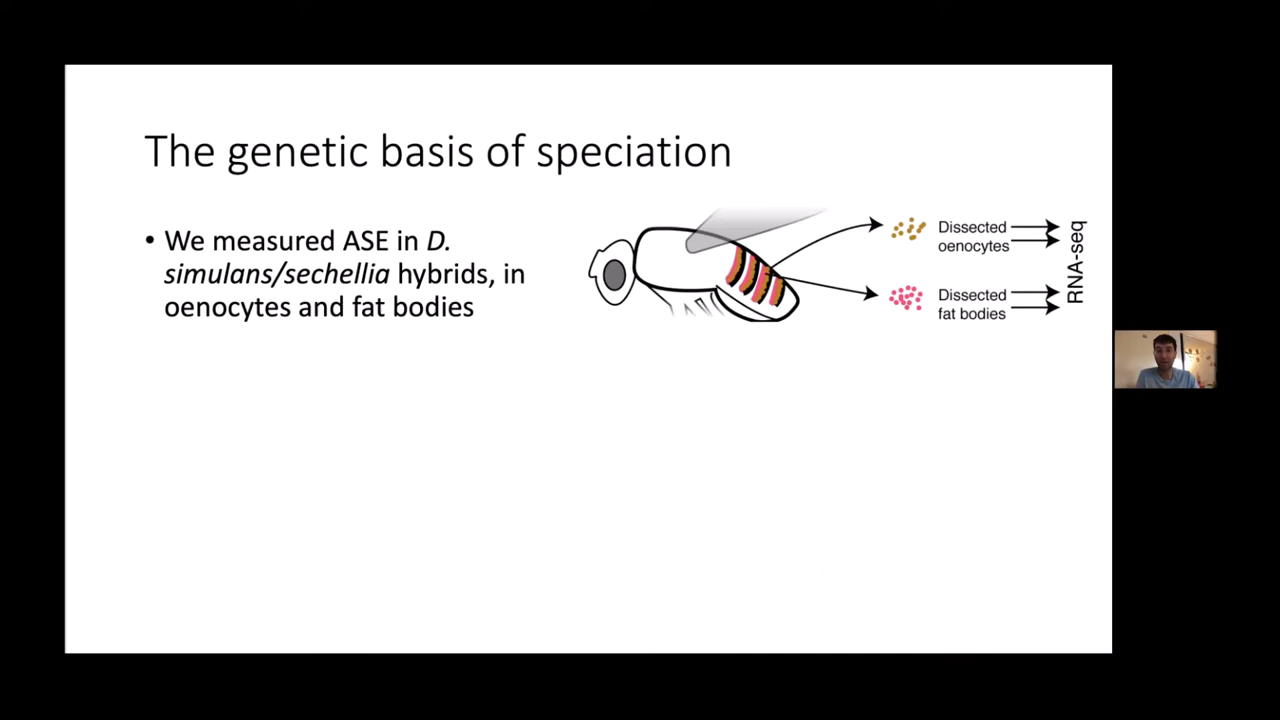 The genetic basis of speciation
• We measured ASE in D.
simulans/sechellia hybrids, in
oenocytes and fat bodies
Dissected
oenocytes
Dissected
fat bodies
RNA-seq